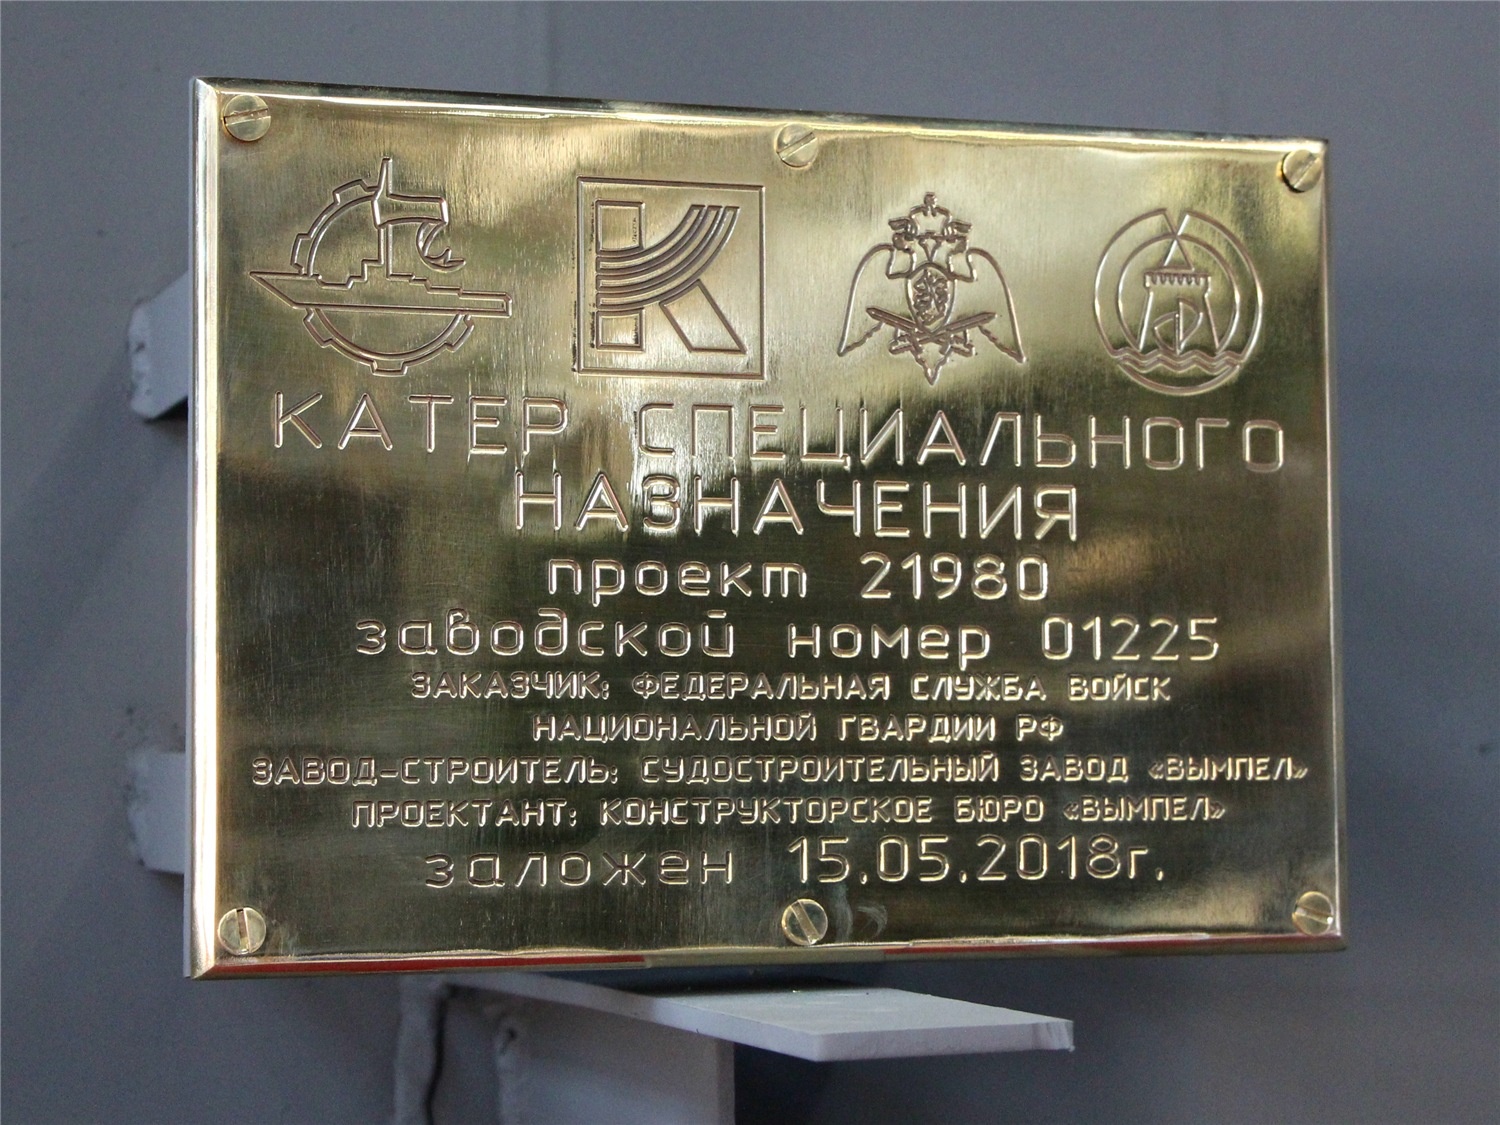 КАТЕР СПЕЦИАЛЬНОГО
НАЗНАЧЕНИЯ
проект 21980
заводской номер 01225
ЗАКАЗЧИК: ФЕДЕРАЛЬНАЯ СЛУЖБА ВОЙСК
НАЦИОНАЛЬНОЙ ГВАРДИИ РФ
ЗАВОД-СТРОИТЕЛЬ: СУДОСТРОИТЕЛЬНЫЙ ЗАВОД «ВЫМПЕЛ»
ПРОЕКТАНТ: КОНСТРУКТОРСКОЕ БЮРО «ВЫМПЕЛ»
заложен 15.05.2018г.